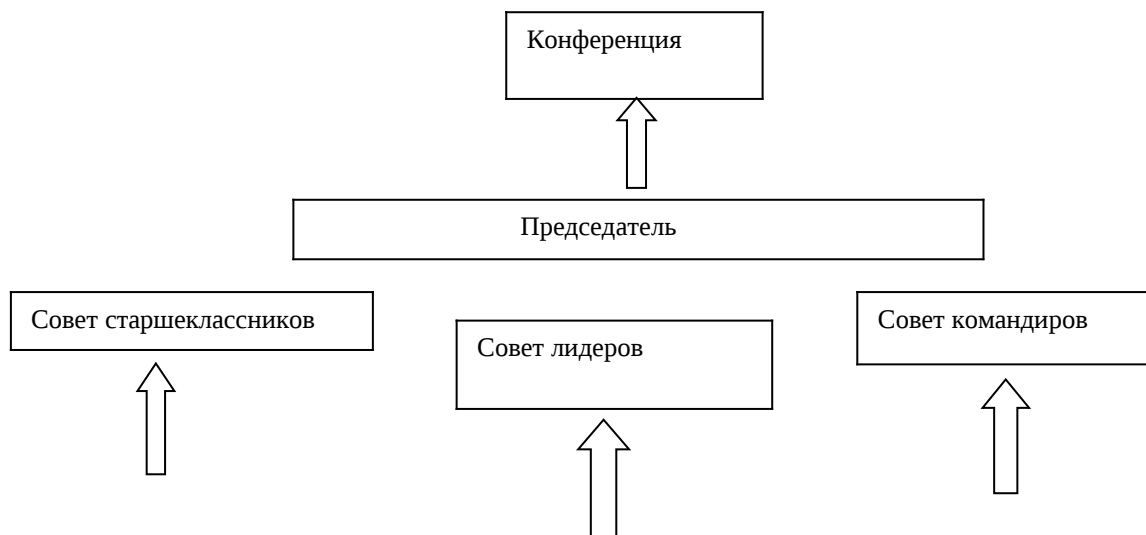 Конференция
Председатель
Совет старшеклассников
Совет лидеров
Совет командиров